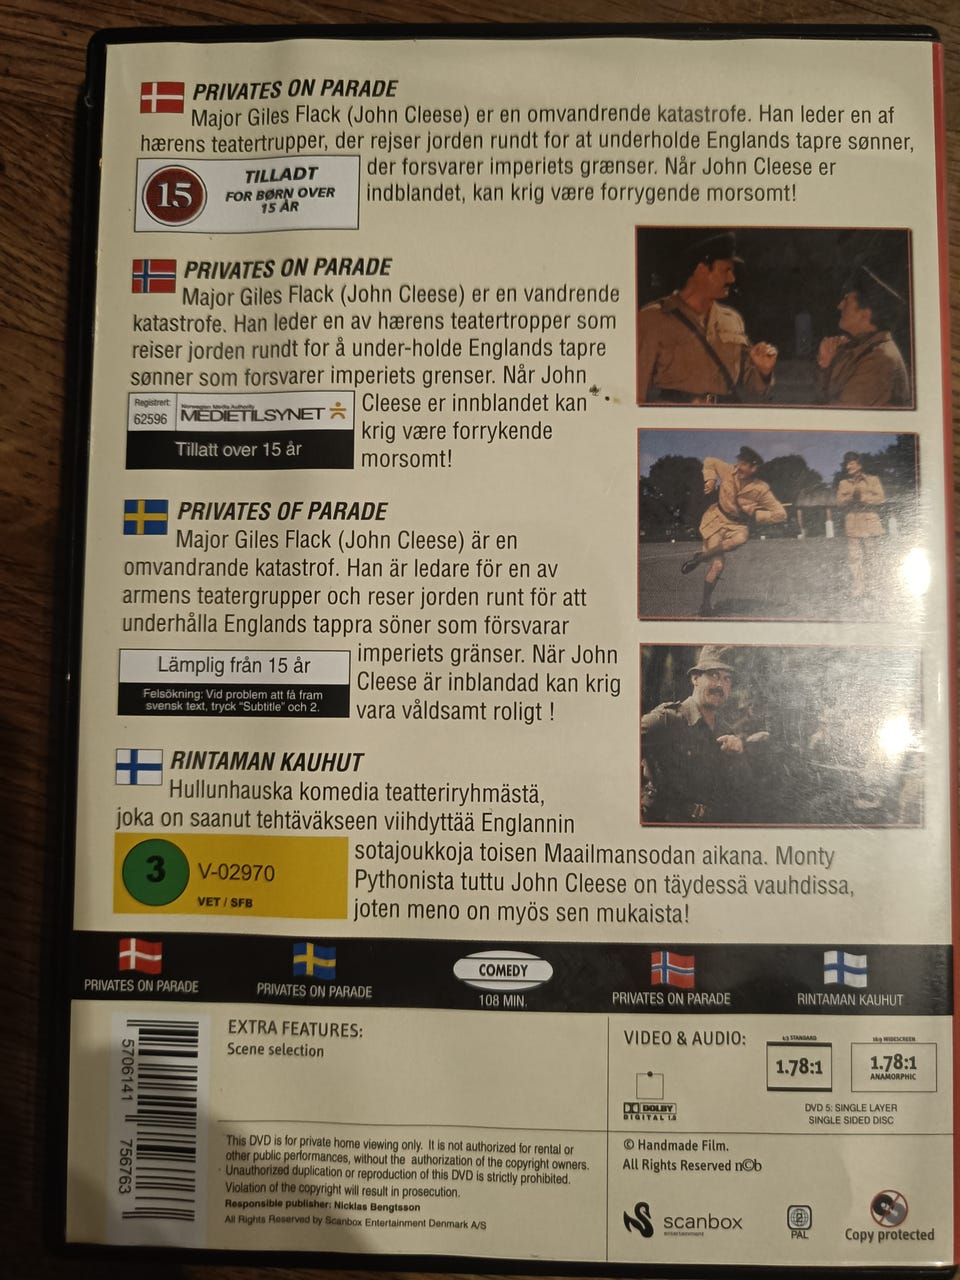 PRIVATES ON PARADE
Major Giles Flack (John Cleese) er en omvandrende katastrofe. Han leder en af
hærens teatertrupper, der rejser jorden rundt for at underholde Englands tapre sønner,
der forsvarer imperiets grænser. Når John Cleese er
indblandet, kan krig være forrygende morsomt!
15
TILLADT
FOR BØRN OVER
15 ÅR
PRIVATES ON PARADE
Major Giles Flack (John Cleese) er en vandrende
katastrofe. Han leder en av hærens teatertropper som
reiser jorden rundt for å under-holde Englands tapre
sønner som forsvarer imperiets grenser. Når John
Cleese er innblandet kan
krig være forrykende
morsomt!
Registrert:
62596
Norwegian Media Authority
MEDIETILSYNET
Tillatt over 15 år
PRIVATES OF PARADE
Major Giles Flack (John Cleese) är en
omvandrande katastrof. Han är ledare för en av
armens teatergrupper och reser jorden runt för att
underhålla Englands tappra söner som försvarar
imperiets gränser. När John
Cleese är inblandad kan krig
vara våldsamt roligt !
Lämplig från 15 år
Felsökning: Vid problem att få fram
svensk text, tryck "Subtitle" och 2.
RINTAMAN KAUHUT
Hullunhauska komedia teatteriryhmästä,
joka on saanut tehtäväkseen viihdyttää Englannin
sotajoukkoja toisen Maailmansodan aikana. Monty
Pythonista tuttu John Cleese on täydessä vauhdissa,
joten meno on myös sen mukaista!
3
V-02970
VET / SFB
PRIVATES ON PARADE
PRIVATES ON PARADE
COMEDY
108 MIN.
PRIVATES ON PARADE
RINTAMAN KAUHUT
5706141 756763
EXTRA FEATURES:
Scene selection
VIDEO & AUDIO:
DOLBY
DIGITAL 1.0
4:3 STANDARD
1.78:1
16:9 WIDESCREEN
1.78:1
ANAMORPHIC
DVD 5: SINGLE LAYER
SINGLE SIDED DISC
This DVD is for private home viewing only. It is not authorized for rental or
other public performances, without the authorization of the copyright owners.
Unauthorized duplication or reproduction of this DVD is strictly prohibited.
Violation of the copyright will result in prosecution.
Responsible publisher: Nicklas Bengtsson
All Rights Reserved by Scanbox Entertainment Denmark A/S
© Handmade Film.
All Rights Reserved n©b
scanbox
entertainment
2
PAL
Copy protected